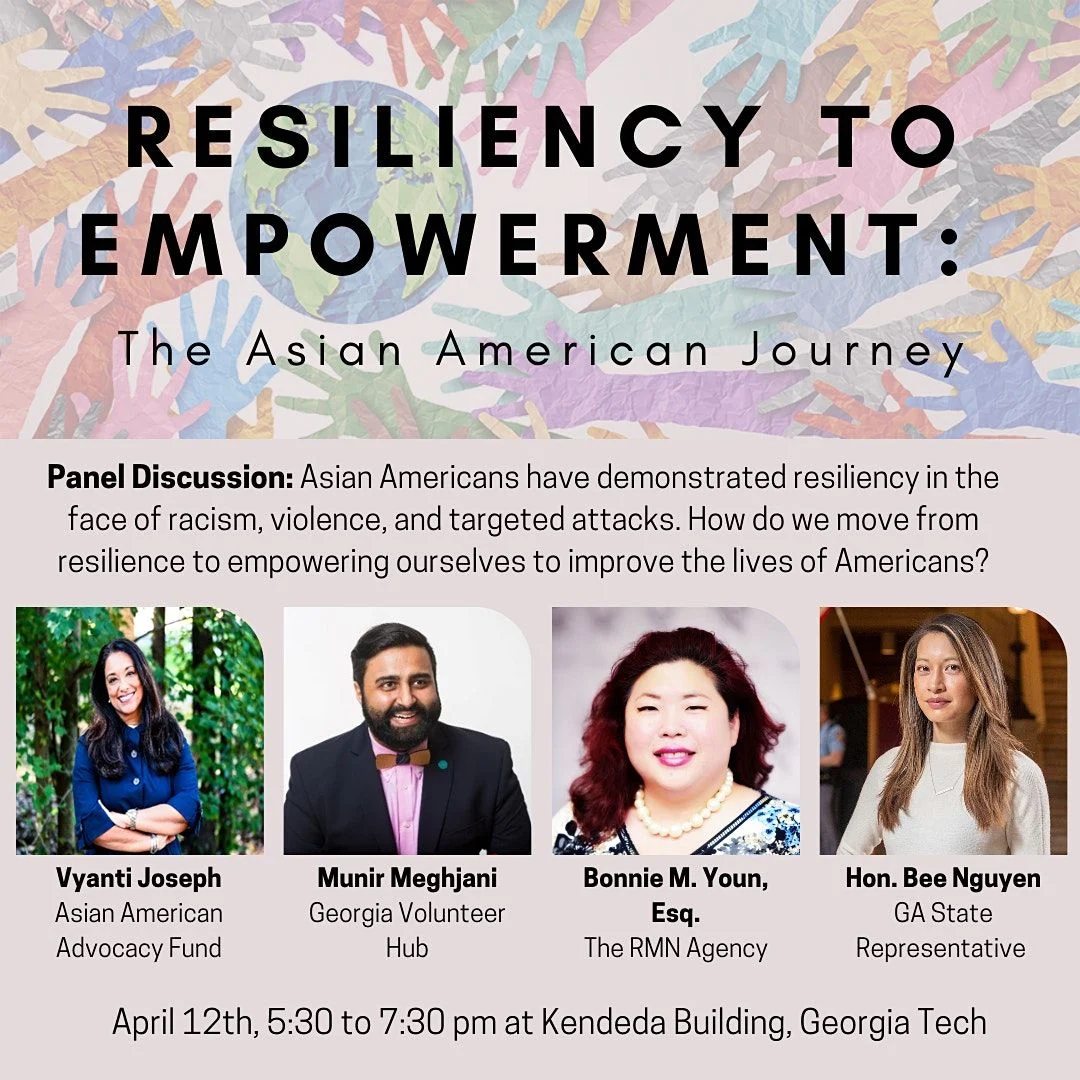 RESILIENCY TO
EMPOWERMENT:
The Asian American Journey
Panel Discussion: Asian Americans have demonstrated resiliency in the
face of racism, violence, and targeted attacks. How do we move from
resilience to empowering ourselves to improve the lives of Americans?
Vyanti Joseph
Asian American
Advocacy Fund
Munir Meghjani
Georgia Volunteer
Hub
Bonnie M. Youn,
Esq.
The RMN Agency
Hon. Bee Nguyen
GA State
Representative
April 12th, 5:30 to 7:30 pm at Kendeda Building, Georgia Tech